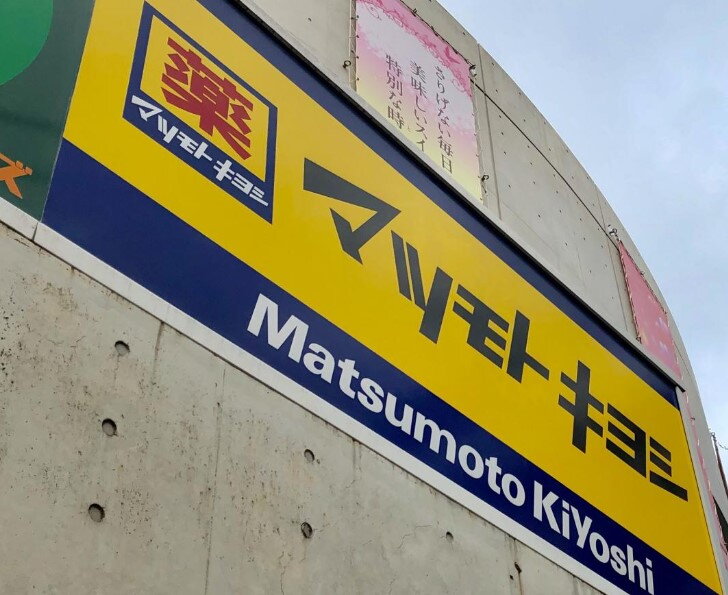 さりげない毎日
美味しいスイ
特別な時
薬
マツモトキヨシ
マツモトキヨシ
Matsumoto KiYoshi
ズ